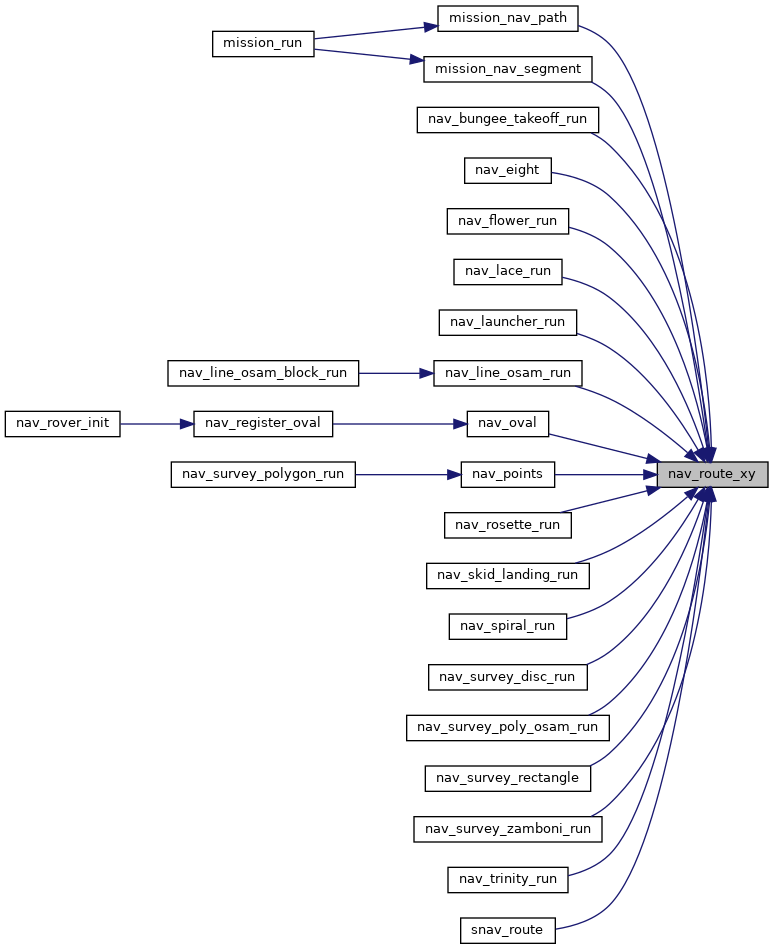 mission_nav_path
mission_run
mission_nav_segment
nav_bungee_takeoff_run
nav_eight
nav_flower_run
nav_lace_run
nav_launcher_run
nav_line_osam_block_run
nav_line_osam_run
nav_rover_init
nav_register_oval
nav_oval
nav_survey_polygon_run
nav_points
nav_route_xy
nav_rosette_run
nav_skid_landing_run
nav_spiral_run
nav_survey_disc_run
nav_survey_poly_osam_run
nav_survey_rectangle
nav_survey_zamboni_run
nav_trinity_run
snav_route